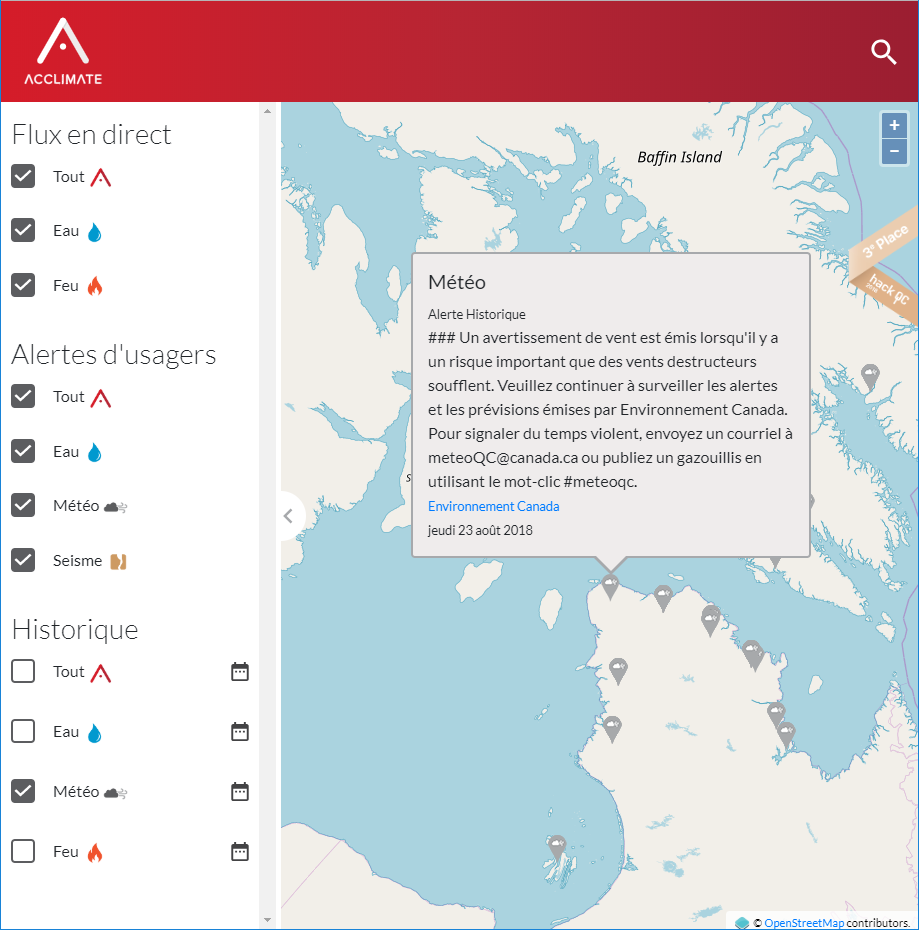 ACCLIMATE
Flux en direct
Tout
Eau
Feu
Alertes d'usagers
Tout
Eau
Météo
Seisme
Historique
Tout
Eau
Météo
Feu
+
−
Baffin Island
3e Place
hack QC
2018
Météo
Alerte Historique
### Un avertissement de vent est émis lorsqu'il y a
un risque important que des vents destructeurs
soufflent. Veuillez continuer à surveiller les alertes
et les prévisions émises par Environnement Canada.
Pour signaler du temps violent, envoyez un courriel à
meteoQC@canada.ca ou publiez un gazouillis en
utilisant le mot-clic #meteoqc.
Environnement Canada
jeudi 23 août 2018
© OpenStreetMap contributors.